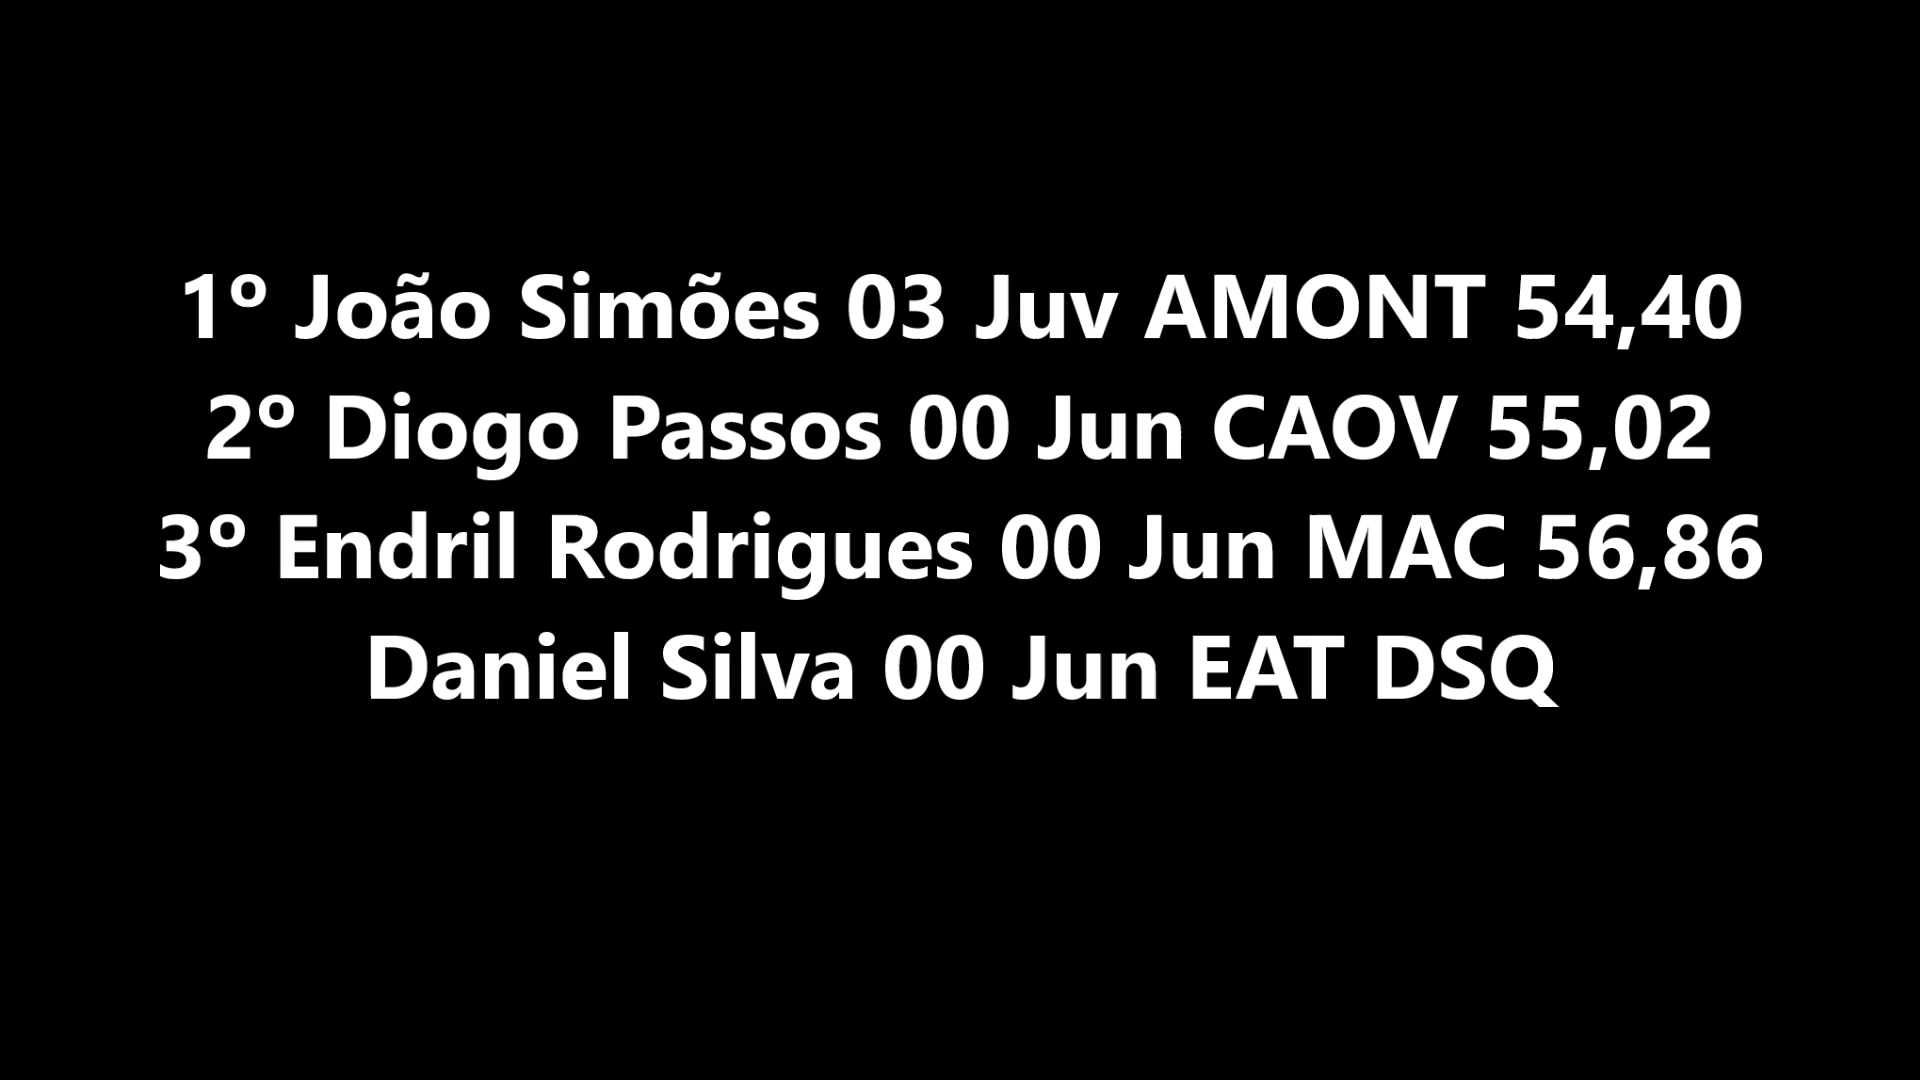 1º João Simões 03 Juv AMONT 54,40
2º Diogo Passos 00 Jun CAOV 55,02
3º Endril Rodrigues 00 Jun MAC 56,86
Daniel Silva 00 Jun EAT DSQ